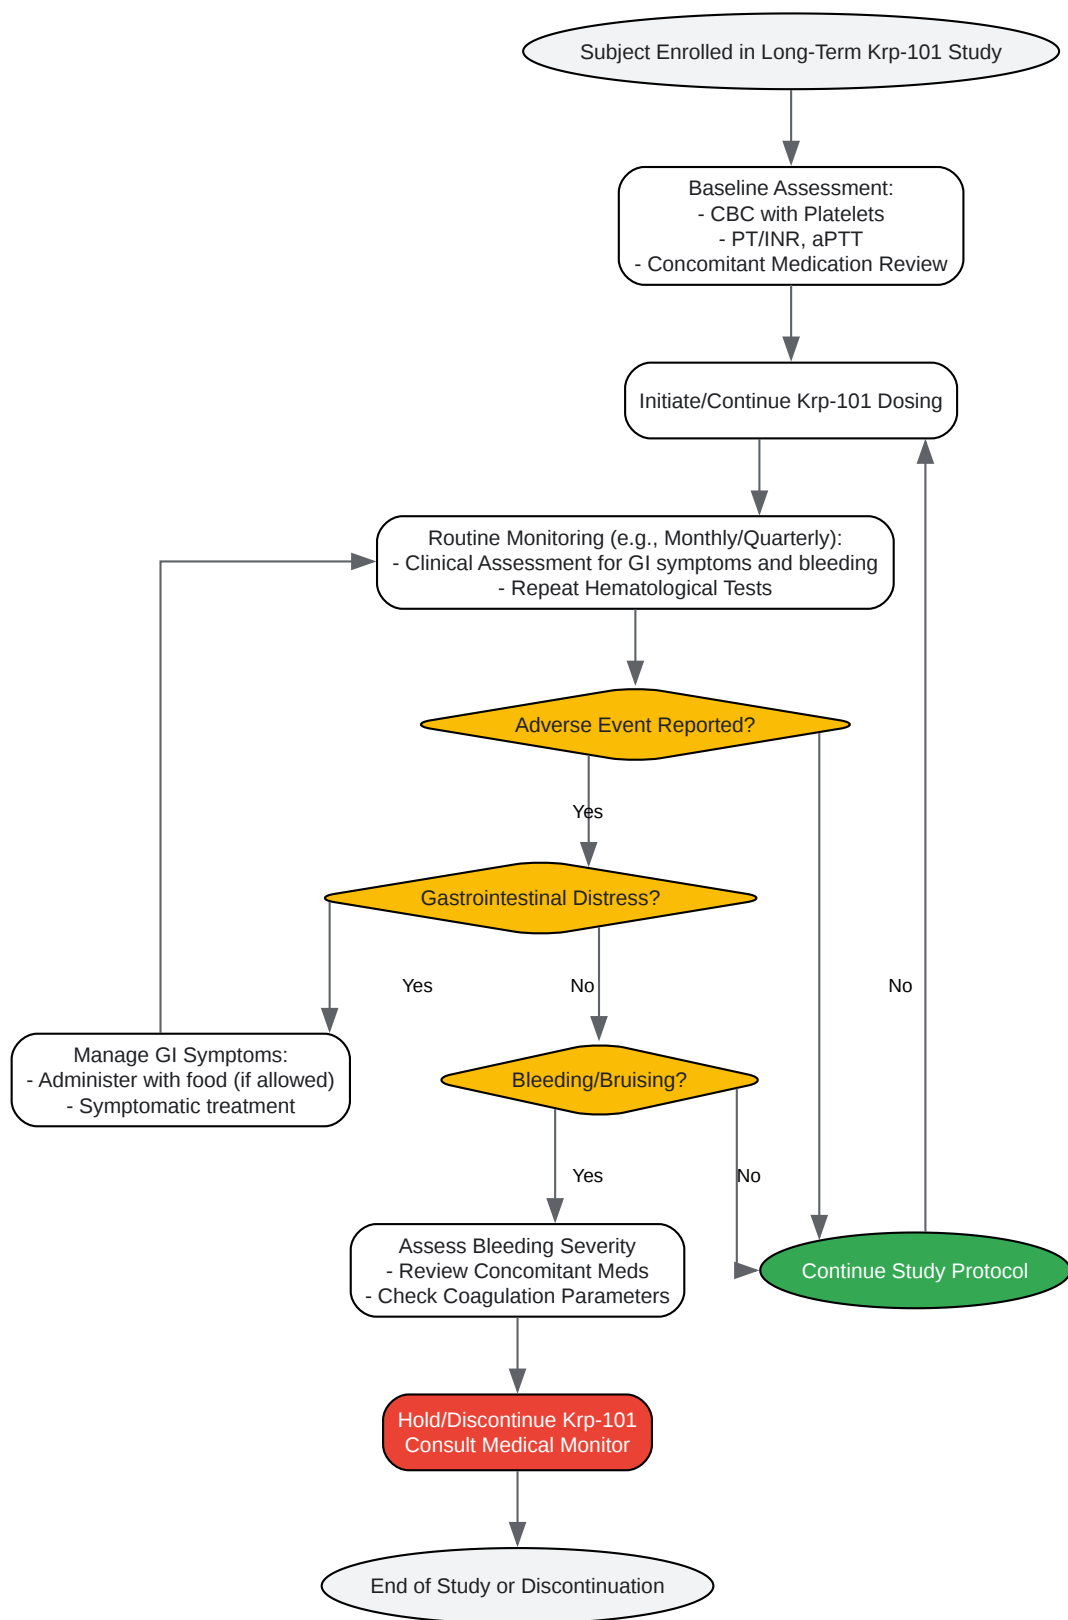 Subject Enrolled in Long-Term Krp-101 Study
Baseline Assessment:
- CBC with Platelets
- PT/INR, aPTT
- Concomitant Medication Review
Initiate/Continue Krp-101 Dosing
Routine Monitoring (e.g., Monthly/Quarterly):
- Clinical Assessment for GI symptoms and bleeding
- Repeat Hematological Tests
Adverse Event Reported?
Yes
Gastrointestinal Distress?
Yes
No
No
Manage GI Symptoms:
- Administer with food (if allowed)
- Symptomatic treatment
Bleeding/Bruising?
Yes
No
Assess Bleeding Severity
- Review Concomitant Meds
- Check Coagulation Parameters
Continue Study Protocol
Hold/Discontinue Krp-101
Consult Medical Monitor
End of Study or Discontinuation